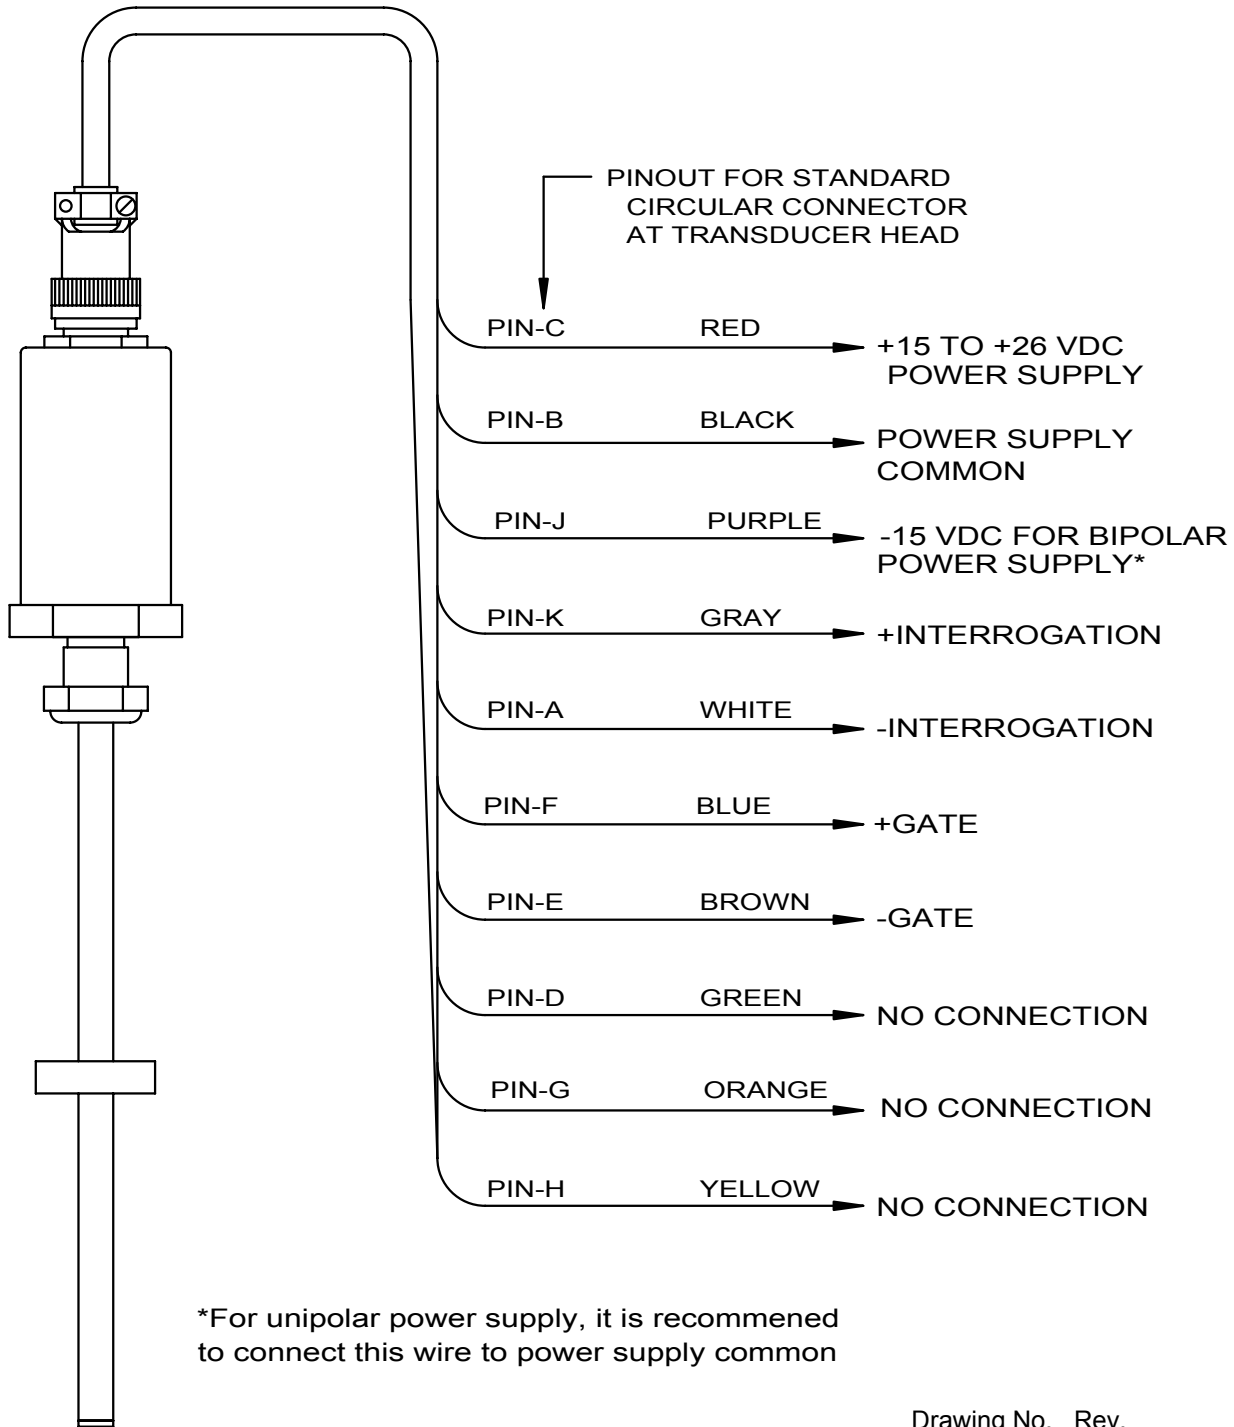 PINOUT FOR STANDARD
CIRCULAR CONNECTOR
AT TRANSDUCER HEAD
PIN-C RED +15 TO +26 VDC
POWER SUPPLY
PIN-B BLACK POWER SUPPLY
COMMON
PIN-J PURPLE -15 VDC FOR BIPOLAR
POWER SUPPLY*
PIN-K GRAY +INTERROGATION
PIN-A WHITE -INTERROGATION
PIN-F BLUE +GATE
PIN-E BROWN -GATE
PIN-D GREEN NO CONNECTION
PIN-G ORANGE NO CONNECTION
PIN-H YELLOW NO CONNECTION
*For unipolar power supply, it is recommened
to connect this wire to power supply common
Drawing No. Rev.